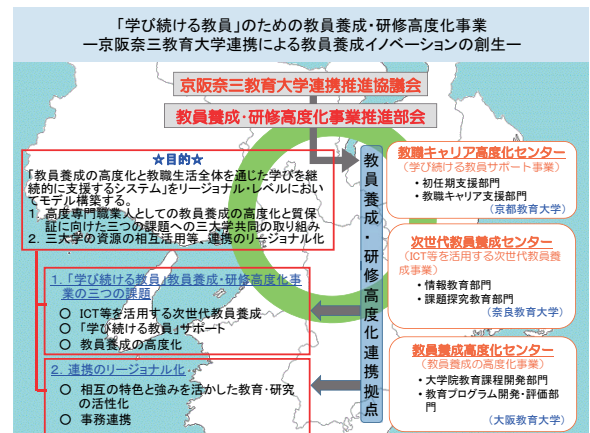 「学び続ける教員」のための教員養成・研修高度化事業
ー京阪奈三教育大学連携による教員養成イノベーションの創生ー
京阪奈三教育大学連携推進協議会
教員養成・研修高度化事業推進部会
★目的★
「教員養成の高度化と教職生活全体を通じた学びを
継続的に支援するシステム」をリージョナル・レベルにおい
てモデル構築する。
1. 高度専門職業人としての教員養成の高度化と質保
証に向けた三つの課題への三大学共同の取り組み
2. 三大学の資源の相互活用等、連携のリージョナル化
1. 「学び続ける教員」教員養成・研修高度化事
業の三つの課題
○ ICT等を活用する次世代教員養成
○ 「学び続ける教員」サポート
○ 教員養成の高度化
2. 連携のリージョナル化
○ 相互の特色と強みを活かした教育・研究
の活性化
○ 事務連携
教員養成・研修高度化連携拠点
教職キャリア高度化センター
(学び続ける教員サポート事業)
・初任期支援部門
・教職キャリア支援部門
(京都教育大学)
次世代教員養成センター
(ICT等を活用する次世代教員養
成事業)
・情報教育部門
・課題探究教育部門
(奈良教育大学)
教員養成高度化センター
(教員養成の高度化事業)
・大学院教育課程開発部門
・教育プログラム開発・評価部
門
(大阪教育大学)